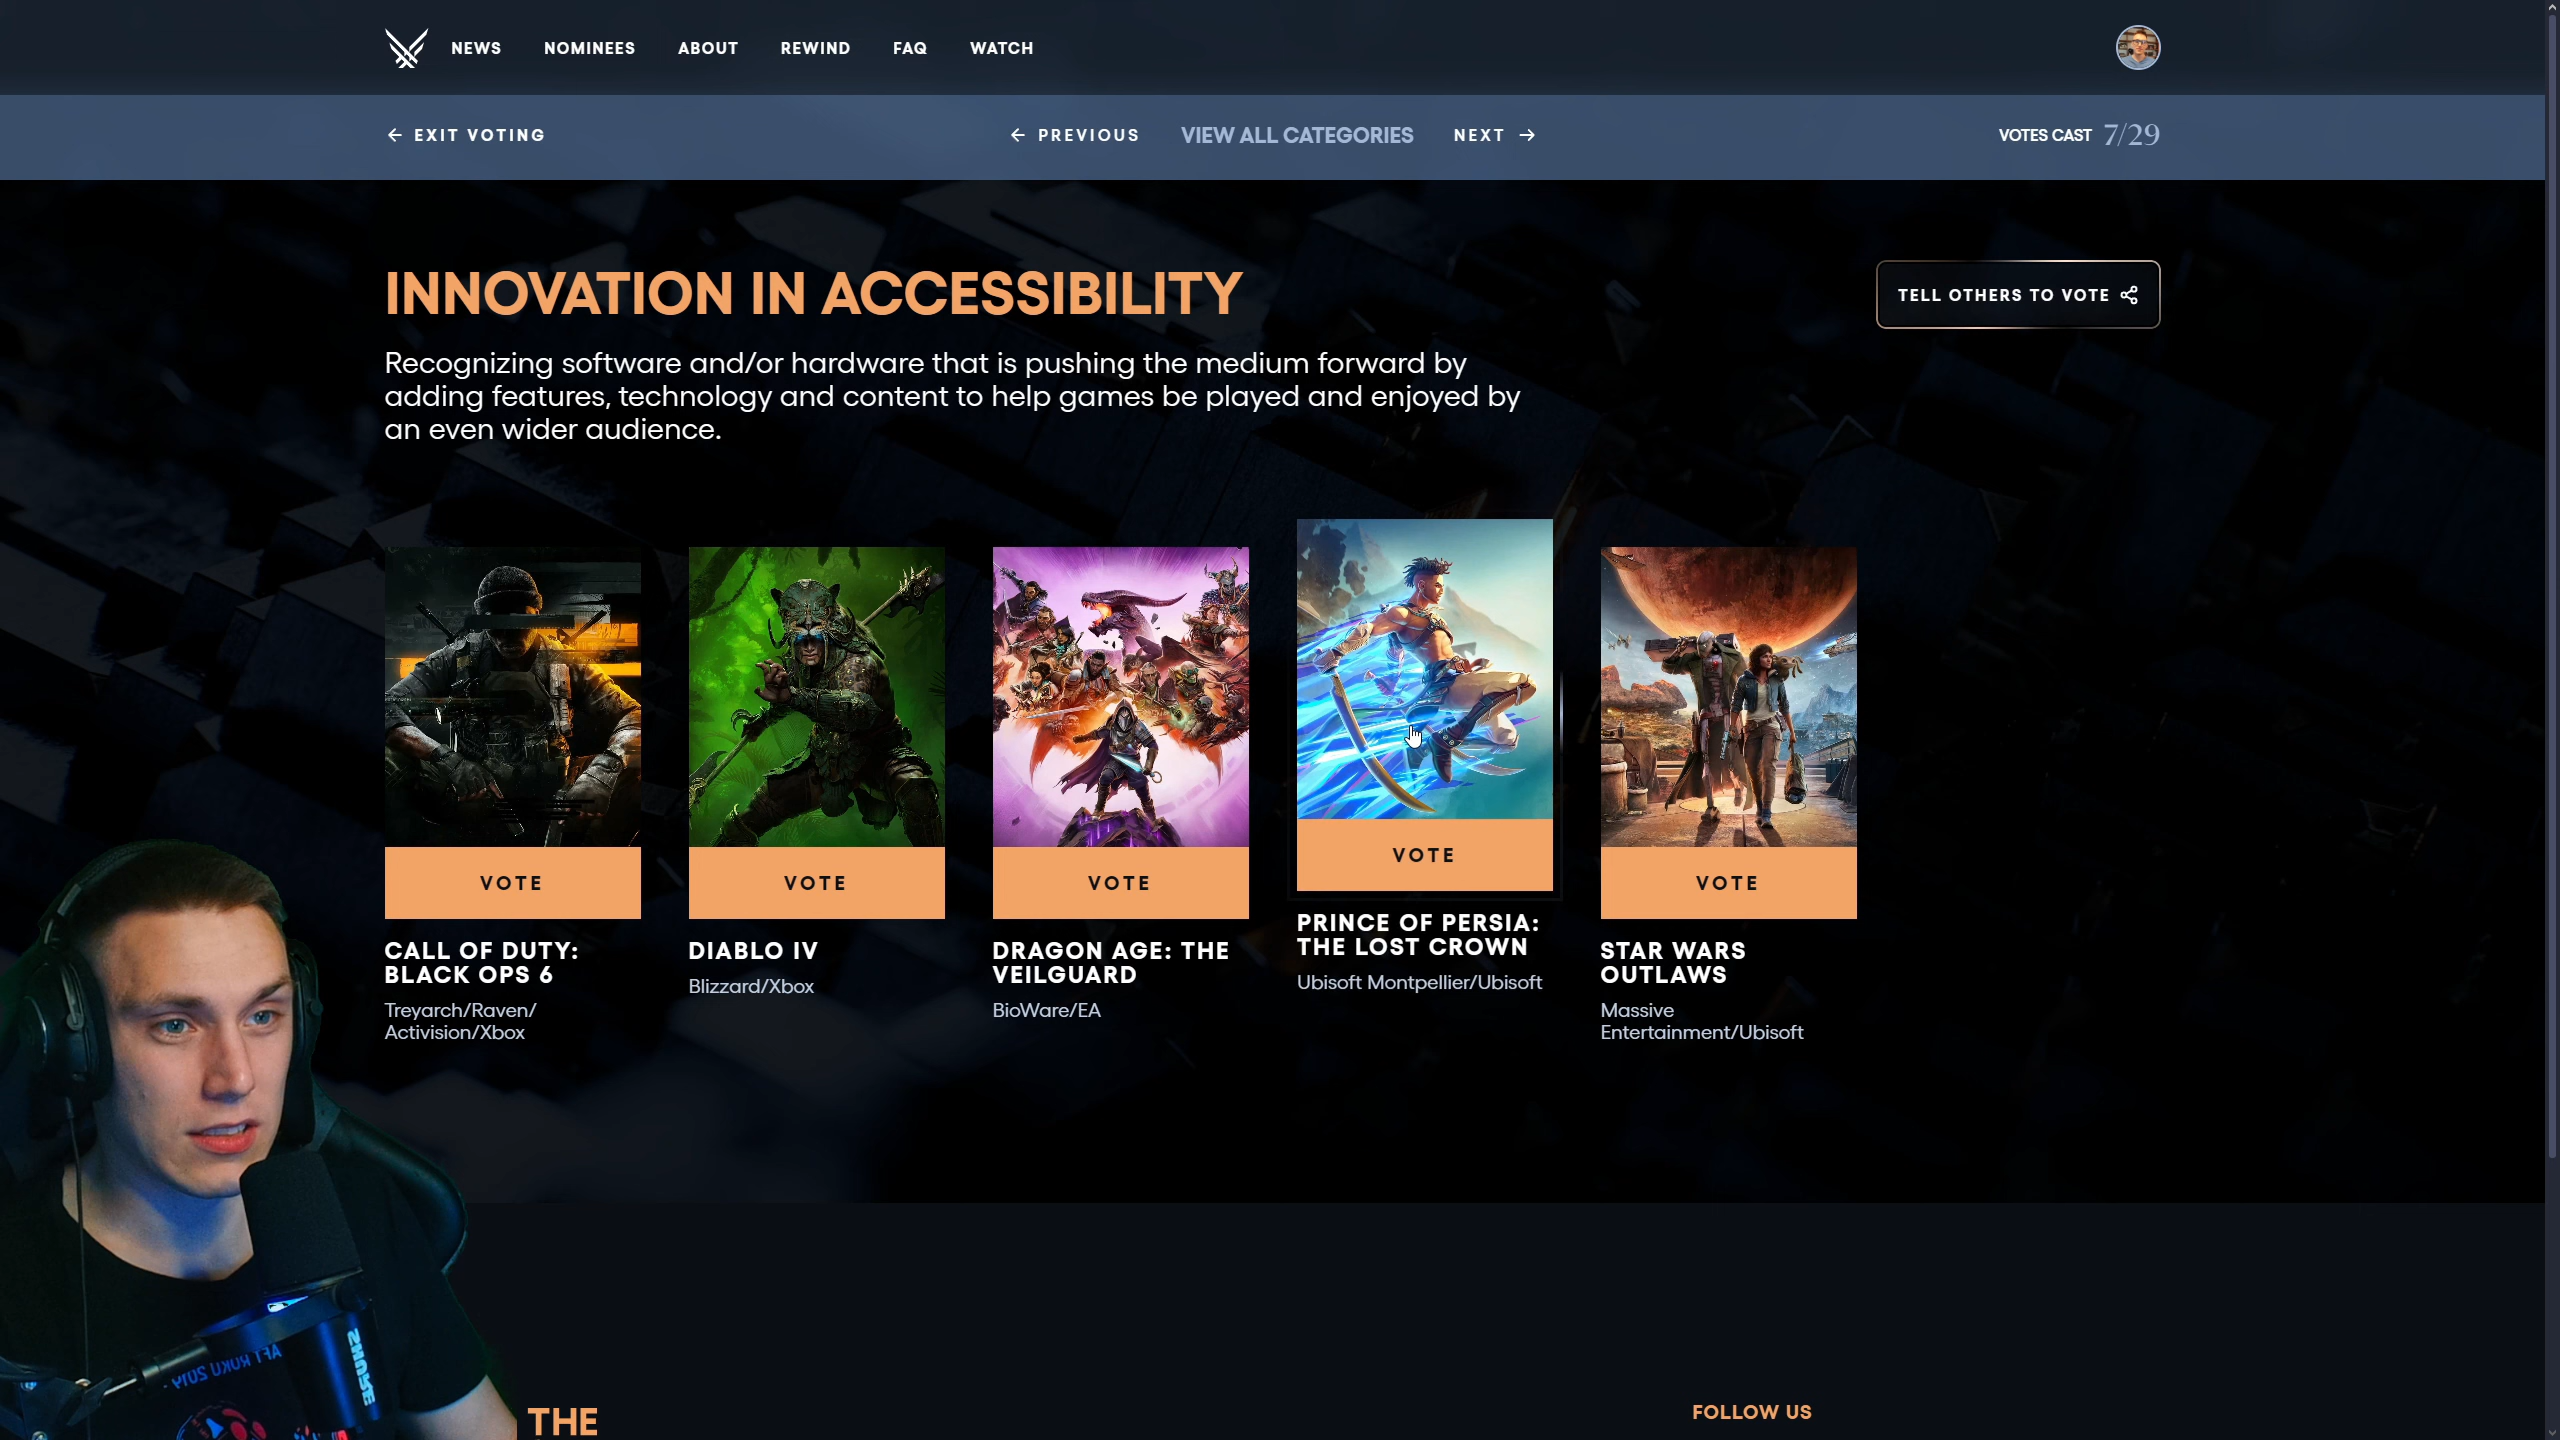 NEWS NOMINEES ABOUT REWIND FAQ WATCH
EXIT VOTING PREVIOUS VIEW ALL CATEGORIES NEXT VOTES CAST 7/29
INNOVATION IN ACCESSIBILITY
TELL OTHERS TO VOTE
Recognizing software and/or hardware that is pushing the medium forward by
adding features, technology and content to help games be played and enjoyed by
an even wider audience.
VOTE
CALL OF DUTY:
BLACK OPS 6
Treyarch/Raven/
Activision/Xbox
VOTE
DIABLO IV
Blizzard/Xbox
VOTE
DRAGON AGE: THE
VEILGUARD
BioWare/EA
VOTE
PRINCE OF PERSIA:
THE LOST CROWN
Ubisoft Montpellier/Ubisoft
VOTE
STAR WARS
OUTLAWS
Massive
Entertainment/Ubisoft
THE
FOLLOW US